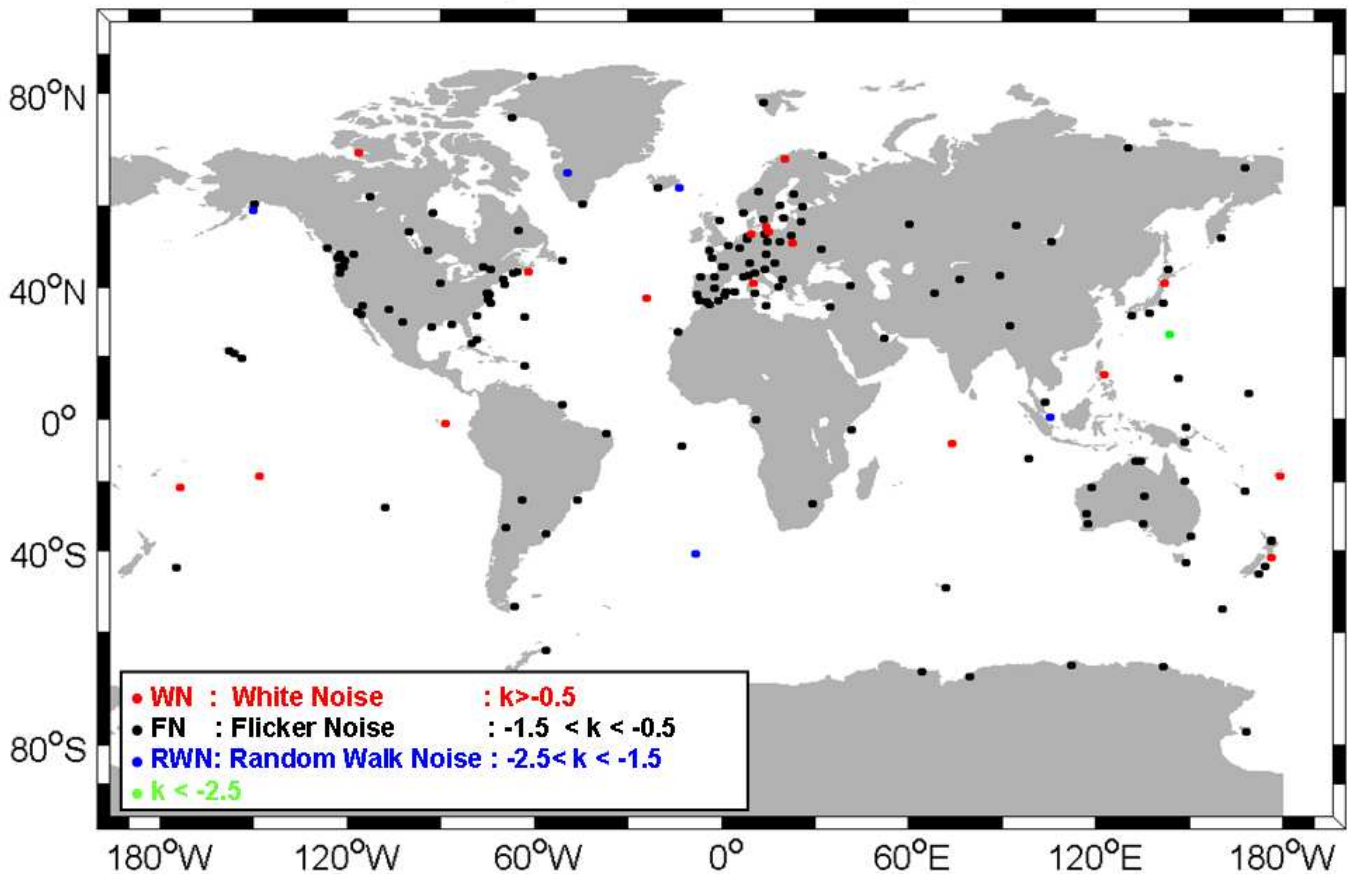 80°N
40°N
0°
40°S
80°S
WN : White Noise : k>-0.5
FN : Flicker Noise : -1.5 < k < -0.5
RWN: Random Walk Noise : -2.5< k < -1.5
k < -2.5
180°W 120°W 60°W 0° 60°E 120°E 180°W